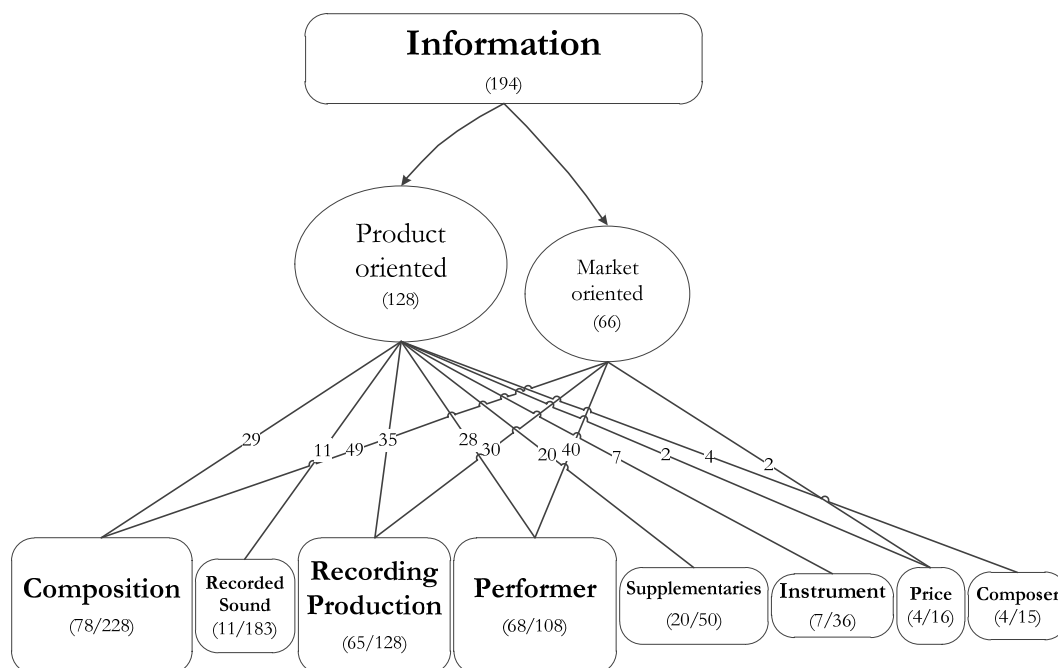 Information
(194)
Product
oriented
(128)
Market
oriented
(66)
29
11
49
35
28
30
20
40
7
2
4
2
Composition
(78/228)
Recorded
Sound
(11/183)
Recording
Production
(65/128)
Performer
(68/108)
Supplementaries
(20/50)
Instrument
(7/36)
Price
(4/16)
Composer
(4/15)